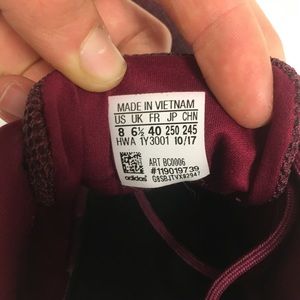 MADE IN VIETNAM
US UK FR JP CHN
8 6½ 40 250 245
HWA 1Y3001 10/17
ART BC0006
#119019739
adidas G8SBJTVX82947